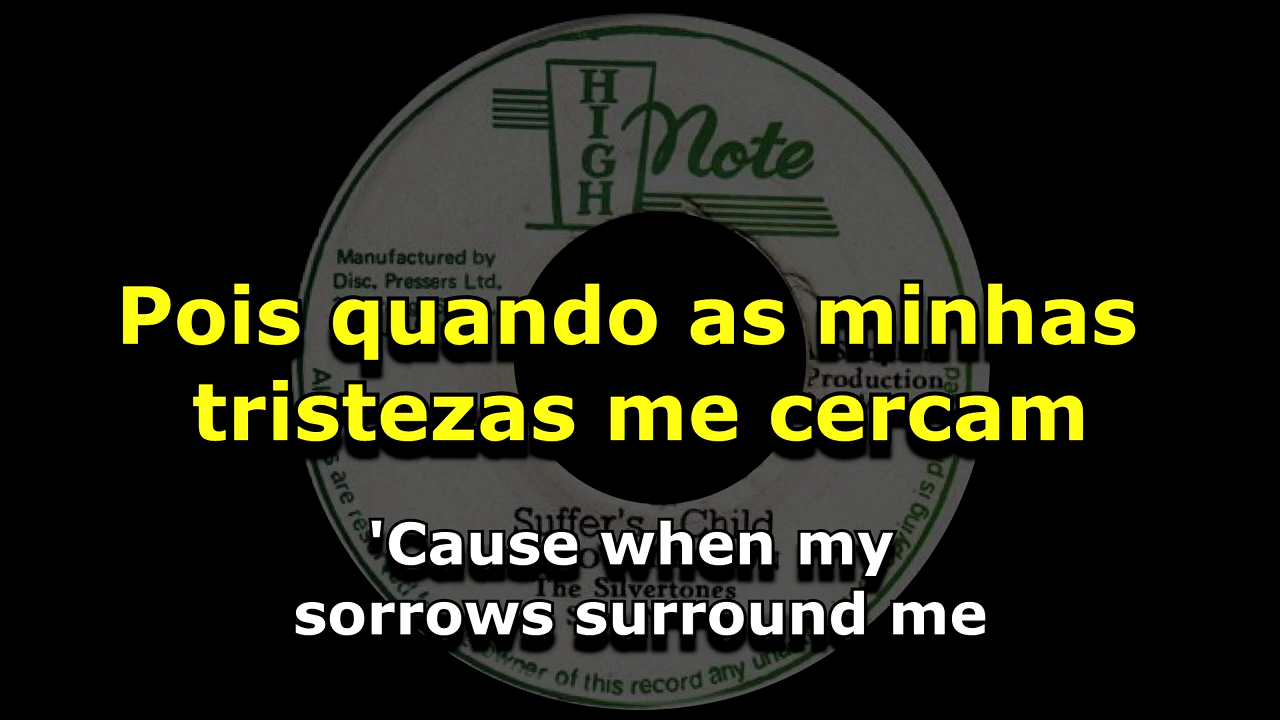 HIGH Note
Manufactured by
Disc. Pressers Ltd.
Pois quando as minhas
Production
tristezas me cercam
Suffer's Child
'Cause when my
The Silvertones
sorrows surround me
owner of this record any